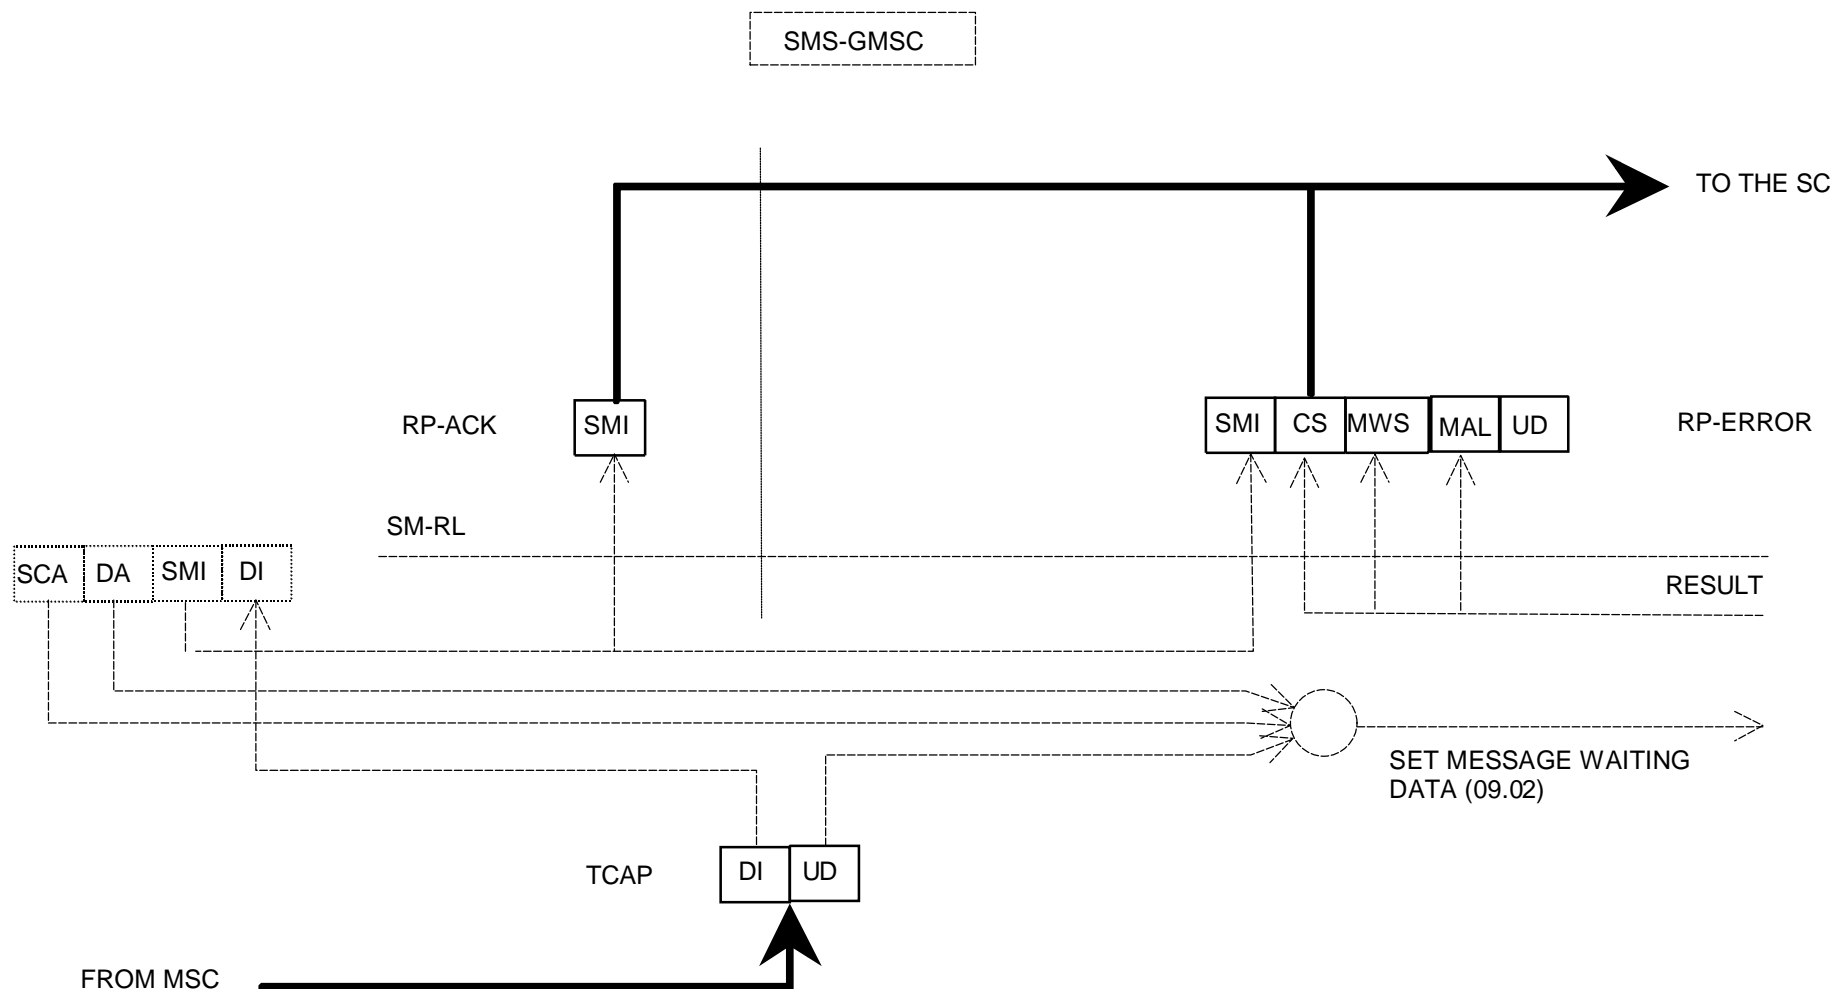 SMS-GMSC
TO THE SC
RP-ACK
SMI
SMI
CS
MWS
MAL
UD
RP-ERROR
SM-RL
SCA
DA
SMI
DI
RESULT
SET MESSAGE WAITING
DATA (09.02)
TCAP
DI
UD
FROM MSC